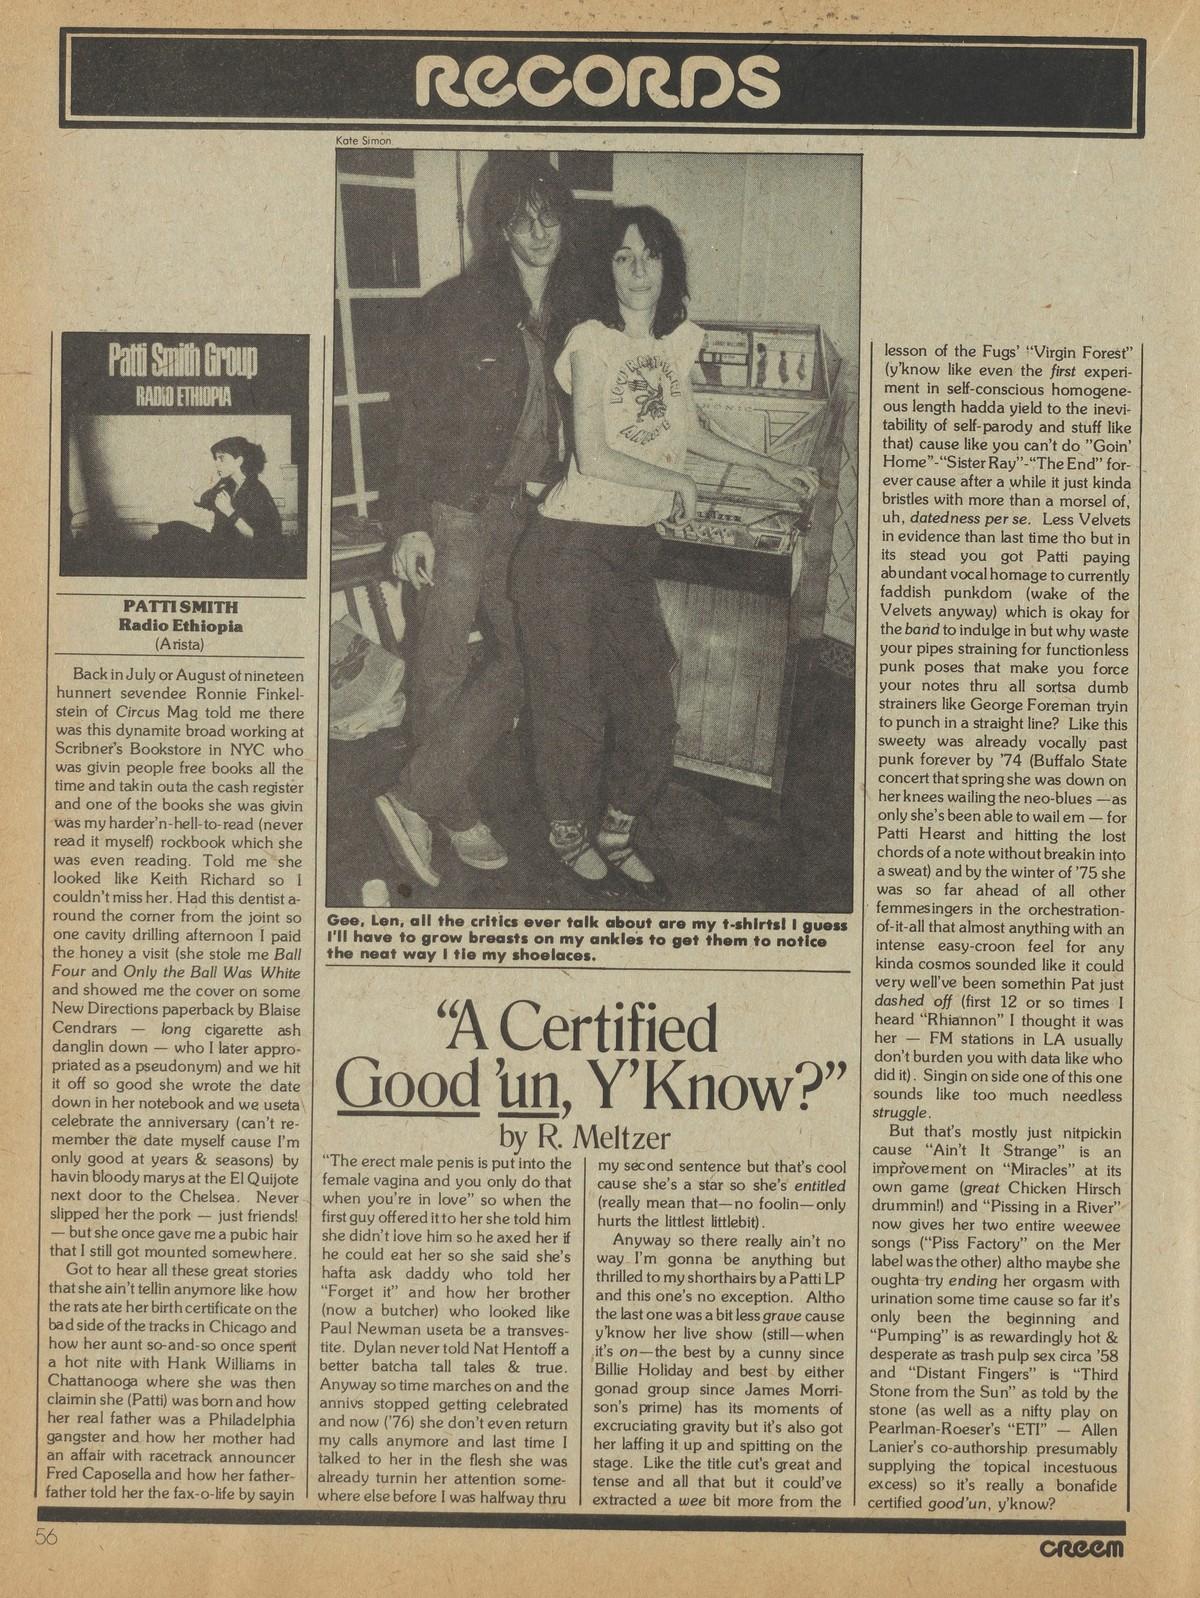 RECORDS
Kate Simon
Patti Smith Group
RADIO ETHIOPIA
PATTI SMITH
Radio Ethiopia
(Arista)
Back in July or August of nineteen
hunnert sevendee Ronnie Finkel-
stein of Circus Mag told me there
was this dynamite broad working at
Scribner's Bookstore in NYC who
was givin people free books all the
time and takin outa the cash register
and one of the books she was givin
was my harder'n-hell-to-read (never
read it myself) rockbook which she
was even reading. Told me she
looked like Keith Richard so I
couldn't miss her. Had this dentist a-
round the corner from the joint so
one cavity drilling afternoon I paid
the honey a visit (she stole me Ball
Four and Only the Ball Was White
and showed me the cover on some
New Directions paperback by Blaise
Cendrars — long cigarette ash
danglin down — who I later appro-
priated as a pseudonym) and we hit
it off so good she wrote the date
down in her notebook and we useta
celebrate the anniversary (can't re-
member the date myself cause I'm
only good at years & seasons) by
havin bloody marys at the El Quijote
next door to the Chelsea. Never
slipped her the pork — just friends!
— but she once gave me a pubic hair
that I still got mounted somewhere.
Got to hear all these great stories
that she ain't tellin anymore like how
the rats ate her birth certificate on the
bad side of the tracks in Chicago and
how her aunt so-and-so once spent
a hot nite with Hank Williams in
Chattanooga where she was then
claimin she (Patti) was born and how
her real father was a Philadelphia
gangster and how her mother had
an affair with racetrack announcer
Fred Caposella and how her father-
father told her the fax-o-life by sayin
Gee, Len, all the critics ever talk about are my t-shirts! I guess
I'll have to grow breasts on my ankles to get them to notice
the neat way I tie my shoelaces.
“A Certified
Good 'un, Y'Know?”
by R. Meltzer
“The erect male penis is put into the
female vagina and you only do that
when you're in love” so when the
first guy offered it to her she told him
she didn't love him so he axed her if
he could eat her so she said she's
hafta ask daddy who told her
“Forget it” and how her brother
(now a butcher) who looked like
Paul Newman useta be a transves-
tite. Dylan never told Nat Hentoff a
better batcha tall tales & true.
Anyway so time marches on and the
annivs stopped getting celebrated
and now ('76) she don't even return
my calls anymore and last time I
talked to her in the flesh she was
already turnin her attention some-
where else before I was halfway thru
my second sentence but that's cool
cause she's a star so she's entitled
(really mean that—no foolin—only
hurts the littlest littlebit).
Anyway so there really ain't no
way I'm gonna be anything but
thrilled to my shorthairs by a Patti LP
and this one's no exception. Altho
the last one was a bit less grave cause
y'know her live show (still—when
it's on—the best by a cunny since
Billie Holiday and best by either
gonad group since James Morri-
son's prime) has its moments of
excruciating gravity but it's also got
her laffing it up and spitting on the
stage. Like the title cut's great and
tense and all that but it could've
extracted a wee bit more from the
lesson of the Fugs' “Virgin Forest”
(y'know like even the first experi-
ment in self-conscious homogene-
ous length hadda yield to the inevi-
tability of self-parody and stuff like
that) cause like you can't do ”Goin'
Home”-“Sister Ray”-“The End” for-
ever cause after a while it just kinda
bristles with more than a morsel of,
uh, datedness per se. Less Velvets
in evidence than last time tho but in
its stead you got Patti paying
abundant vocal homage to currently
faddish punkdom (wake of the
Velvets anyway) which is okay for
the band to indulge in but why waste
your pipes straining for functionless
punk poses that make you force
your notes thru all sortsa dumb
strainers like George Foreman tryin
to punch in a straight line? Like this
sweety was already vocally past
punk forever by '74 (Buffalo State
concert that spring she was down on
her knees wailing the neo-blues —as
only she's been able to wail em — for
Patti Hearst and hitting the lost
chords of a note without breakin into
a sweat) and by the winter of '75 she
was so far ahead of all other
femmesingers in the orchestration-
of-it-all that almost anything with an
intense easy-croon feel for any
kinda cosmos sounded like it could
very well've been somethin Pat just
dashed off (first 12 or so times I
heard “Rhiannon” I thought it was
her — FM stations in LA usually
don't burden you with data like who
did it). Singin on side one of this one
sounds like too much needless
struggle.
But that's mostly just nitpickin
cause “Ain't It Strange” is an
improvement on “Miracles” at its
own game (great Chicken Hirsch
drummin!) and “Pissing in a River”
now gives her two entire weewee
songs (“Piss Factory” on the Mer
label was the other) altho maybe she
oughta try ending her orgasm with
urination some time cause so far it's
only been the beginning and
“Pumping” is as rewardingly hot &
desperate as trash pulp sex circa '58
and “Distant Fingers” is “Third
Stone from the Sun” as told by the
stone (as well as a nifty play on
Pearlman-Roeser's “ETI” — Allen
Lanier's co-authorship presumably
supplying the topical incestuous
excess) so it's really a bonafide
certified good'un, y'know?
56
CREEM